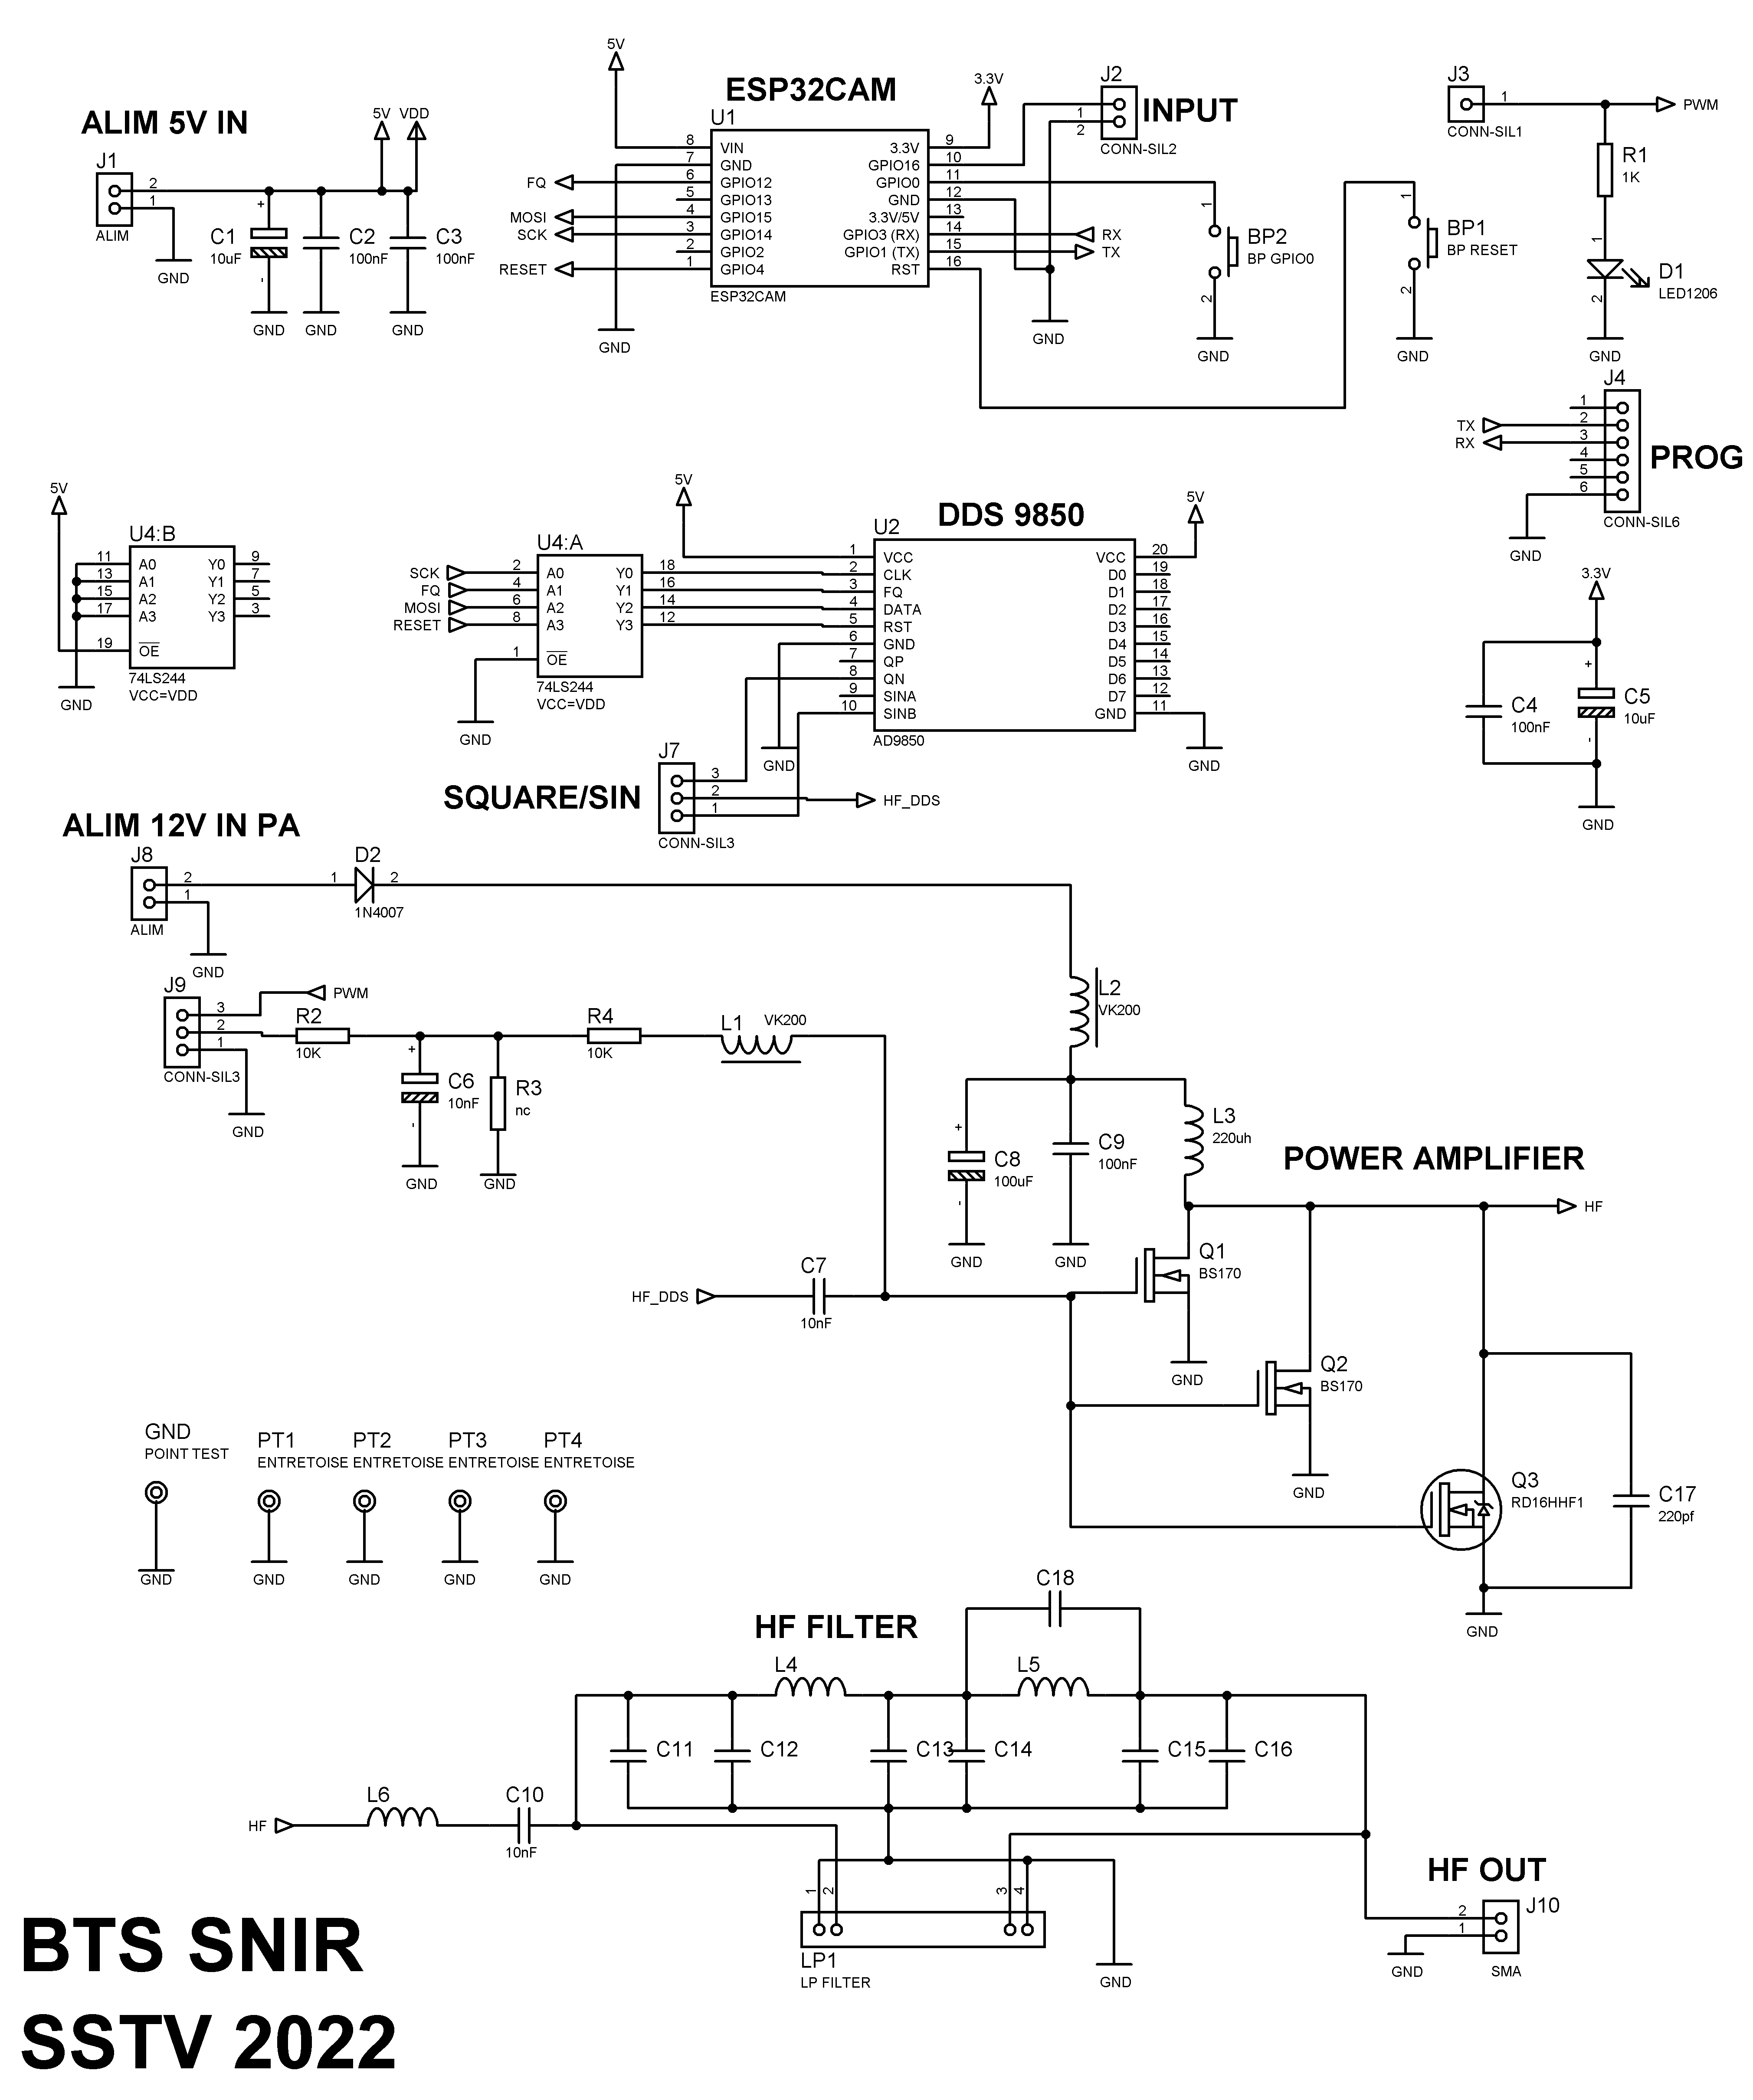 ALIM 5V IN
J1
2
1
ALIM
GND
5V
VDD
+
C1
10uF
-
GND
C2
100nF
GND
C3
100nF
GND
ESP32CAM
U1
5V
8 VIN
7 GND
FQ 6 GPIO12
5 GPIO13
MOSI 4 GPIO15
SCK 3 GPIO14
2 GPIO2
RESET 1 GPIO4
ESP32CAM
GND
3.3V
3.3V 9
GPIO16 10
GPIO0 11
GND 12
3.3V/5V 13
GPIO3 (RX) 14 RX
GPIO1 (TX) 15 TX
RST 16
GND
J2
INPUT
1
2
CONN-SIL2
1
BP2
BP GPIO0
2
GND
1
BP1
BP RESET
2
GND
J3
1
PWM
CONN-SIL1
R1
1K
1
D1
LED1206
2
GND
J4
1
TX 2
RX 3
4
5
6
PROG
CONN-SIL6
GND
5V
U4:B
11 A0 Y0 9
13 A1 Y1 7
15 A2 Y2 5
17 A3 Y3 3
19 OE
74LS244
VCC=VDD
GND
U4:A
SCK 2 A0 Y0 18
FQ 4 A1 Y1 16
MOSI 6 A2 Y2 14
RESET 8 A3 Y3 12
1 OE
74LS244
VCC=VDD
GND
5V
DDS 9850
U2
5V
1 VCC VCC 20
2 CLK D0 19
3 FQ D1 18
4 DATA D2 17
5 RST D3 16
6 GND D4 15
7 QP D5 14
8 QN D6 13
9 SINA D7 12
10 SINB GND 11
AD9850
GND
GND
3.3V
C4
100nF
+
C5
10uF
-
GND
SQUARE/SIN
J7
3
2
1
HF_DDS
CONN-SIL3
ALIM 12V IN PA
J8
2
1
ALIM
GND
D2
1
2
1N4007
J9
3
2
1
CONN-SIL3
GND
PWM
R2
10K
+
C6
10nF
-
GND
R3
nc
GND
R4
10K
L1
VK200
L2
VK200
+
C8
100uF
-
GND
C9
100nF
GND
L3
220uh
POWER AMPLIFIER
HF
HF_DDS
C7
10nF
Q1
BS170
GND
Q2
BS170
GND
Q3
RD16HHF1
C17
220pf
GND
GND
POINT TEST
GND
PT1
ENTRETOISE
GND
PT2
ENTRETOISE
GND
PT3
ENTRETOISE
GND
PT4
ENTRETOISE
GND
HF FILTER
C18
L4
L5
C11
C12
C13
C14
C15
C16
HF
L6
C10
10nF
1
2
3
4
LP1
LP FILTER
GND
HF OUT
J10
2
1
GND
SMA
BTS SNIR
SSTV 2022